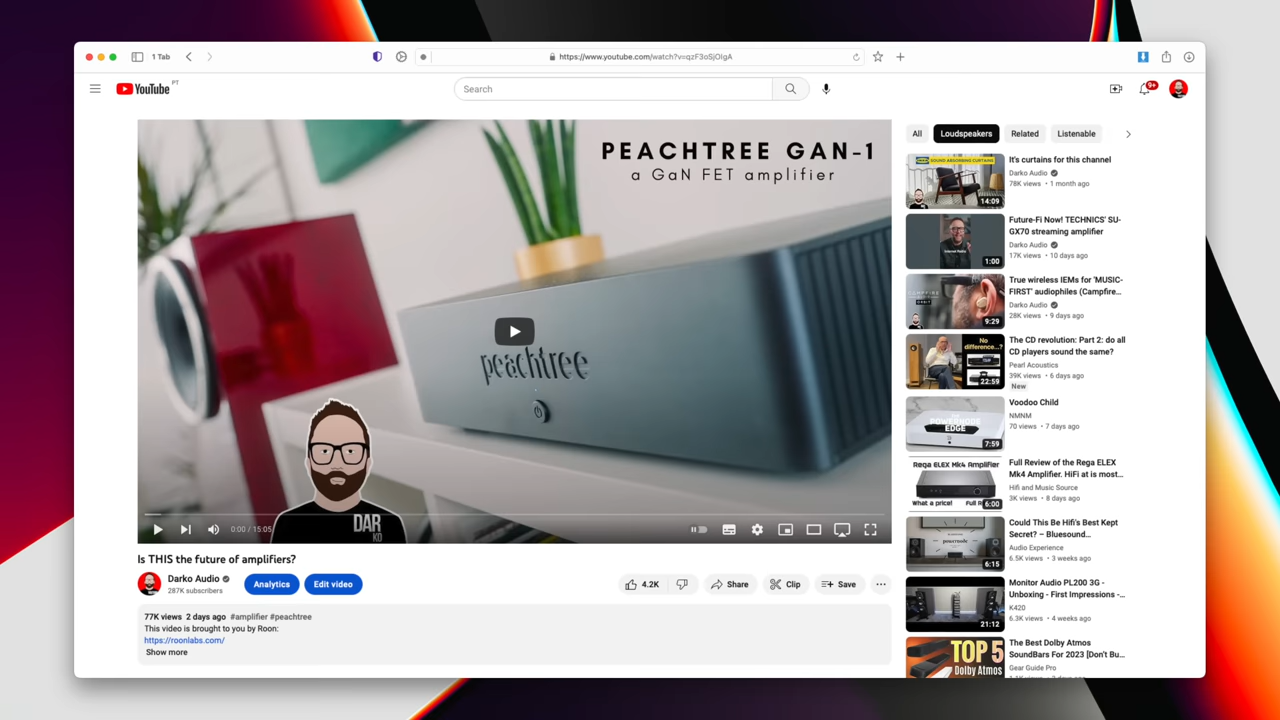 1 Tab
https://www.youtube.com/watch?v=qzF3oSjOIgA
YouTube
PT
Search
9+
PEACHTREE GAN-1
a GaN FET amplifier
peachtree
DAR
KO
0:00 / 15:05
Is THIS the future of amplifiers?
Darko Audio
287K subscribers
Analytics
Edit video
4.2K
Share
Clip
Save
77K views 2 days ago #amplifier #peachtree
This video is brought to you by Roon:
https://roonlabs.com/
Show more
All
Loudspeakers
Related
Listenable
SOUND ABSORBING CURTAINS
14:09
It's curtains for this channel
Darko Audio
78K views • 1 month ago
1:00
Future-Fi Now! TECHNICS' SU-
GX70 streaming amplifier
Darko Audio
17K views • 10 days ago
9:29
True wireless IEMs for 'MUSIC-
FIRST' audiophiles (Campfire...
Darko Audio
28K views • 9 days ago
No
difference...?
22:59
The CD revolution: Part 2: do all
CD players sound the same?
Pearl Acoustics
39K views • 6 days ago
New
POWERNODE
EDGE
7:59
Voodoo Child
NMNM
70 views • 7 days ago
Rega ELEX Mk4 Amplifier
What a price!
Full R
6:00
Full Review of the Rega ELEX
Mk4 Amplifier. HiFi at is most...
Hifi and Music Source
3K views • 8 days ago
6:15
Could This Be Hifi's Best Kept
Secret? – Bluesound...
Audio Experience
6.5K views • 3 weeks ago
21:12
Monitor Audio PL200 3G -
Unboxing - First Impressions -...
K420
6.3K views • 4 weeks ago
TOP 5
Dolby Atmos
The Best Dolby Atmos
SoundBars For 2023 [Don't Bu...
Gear Guide Pro